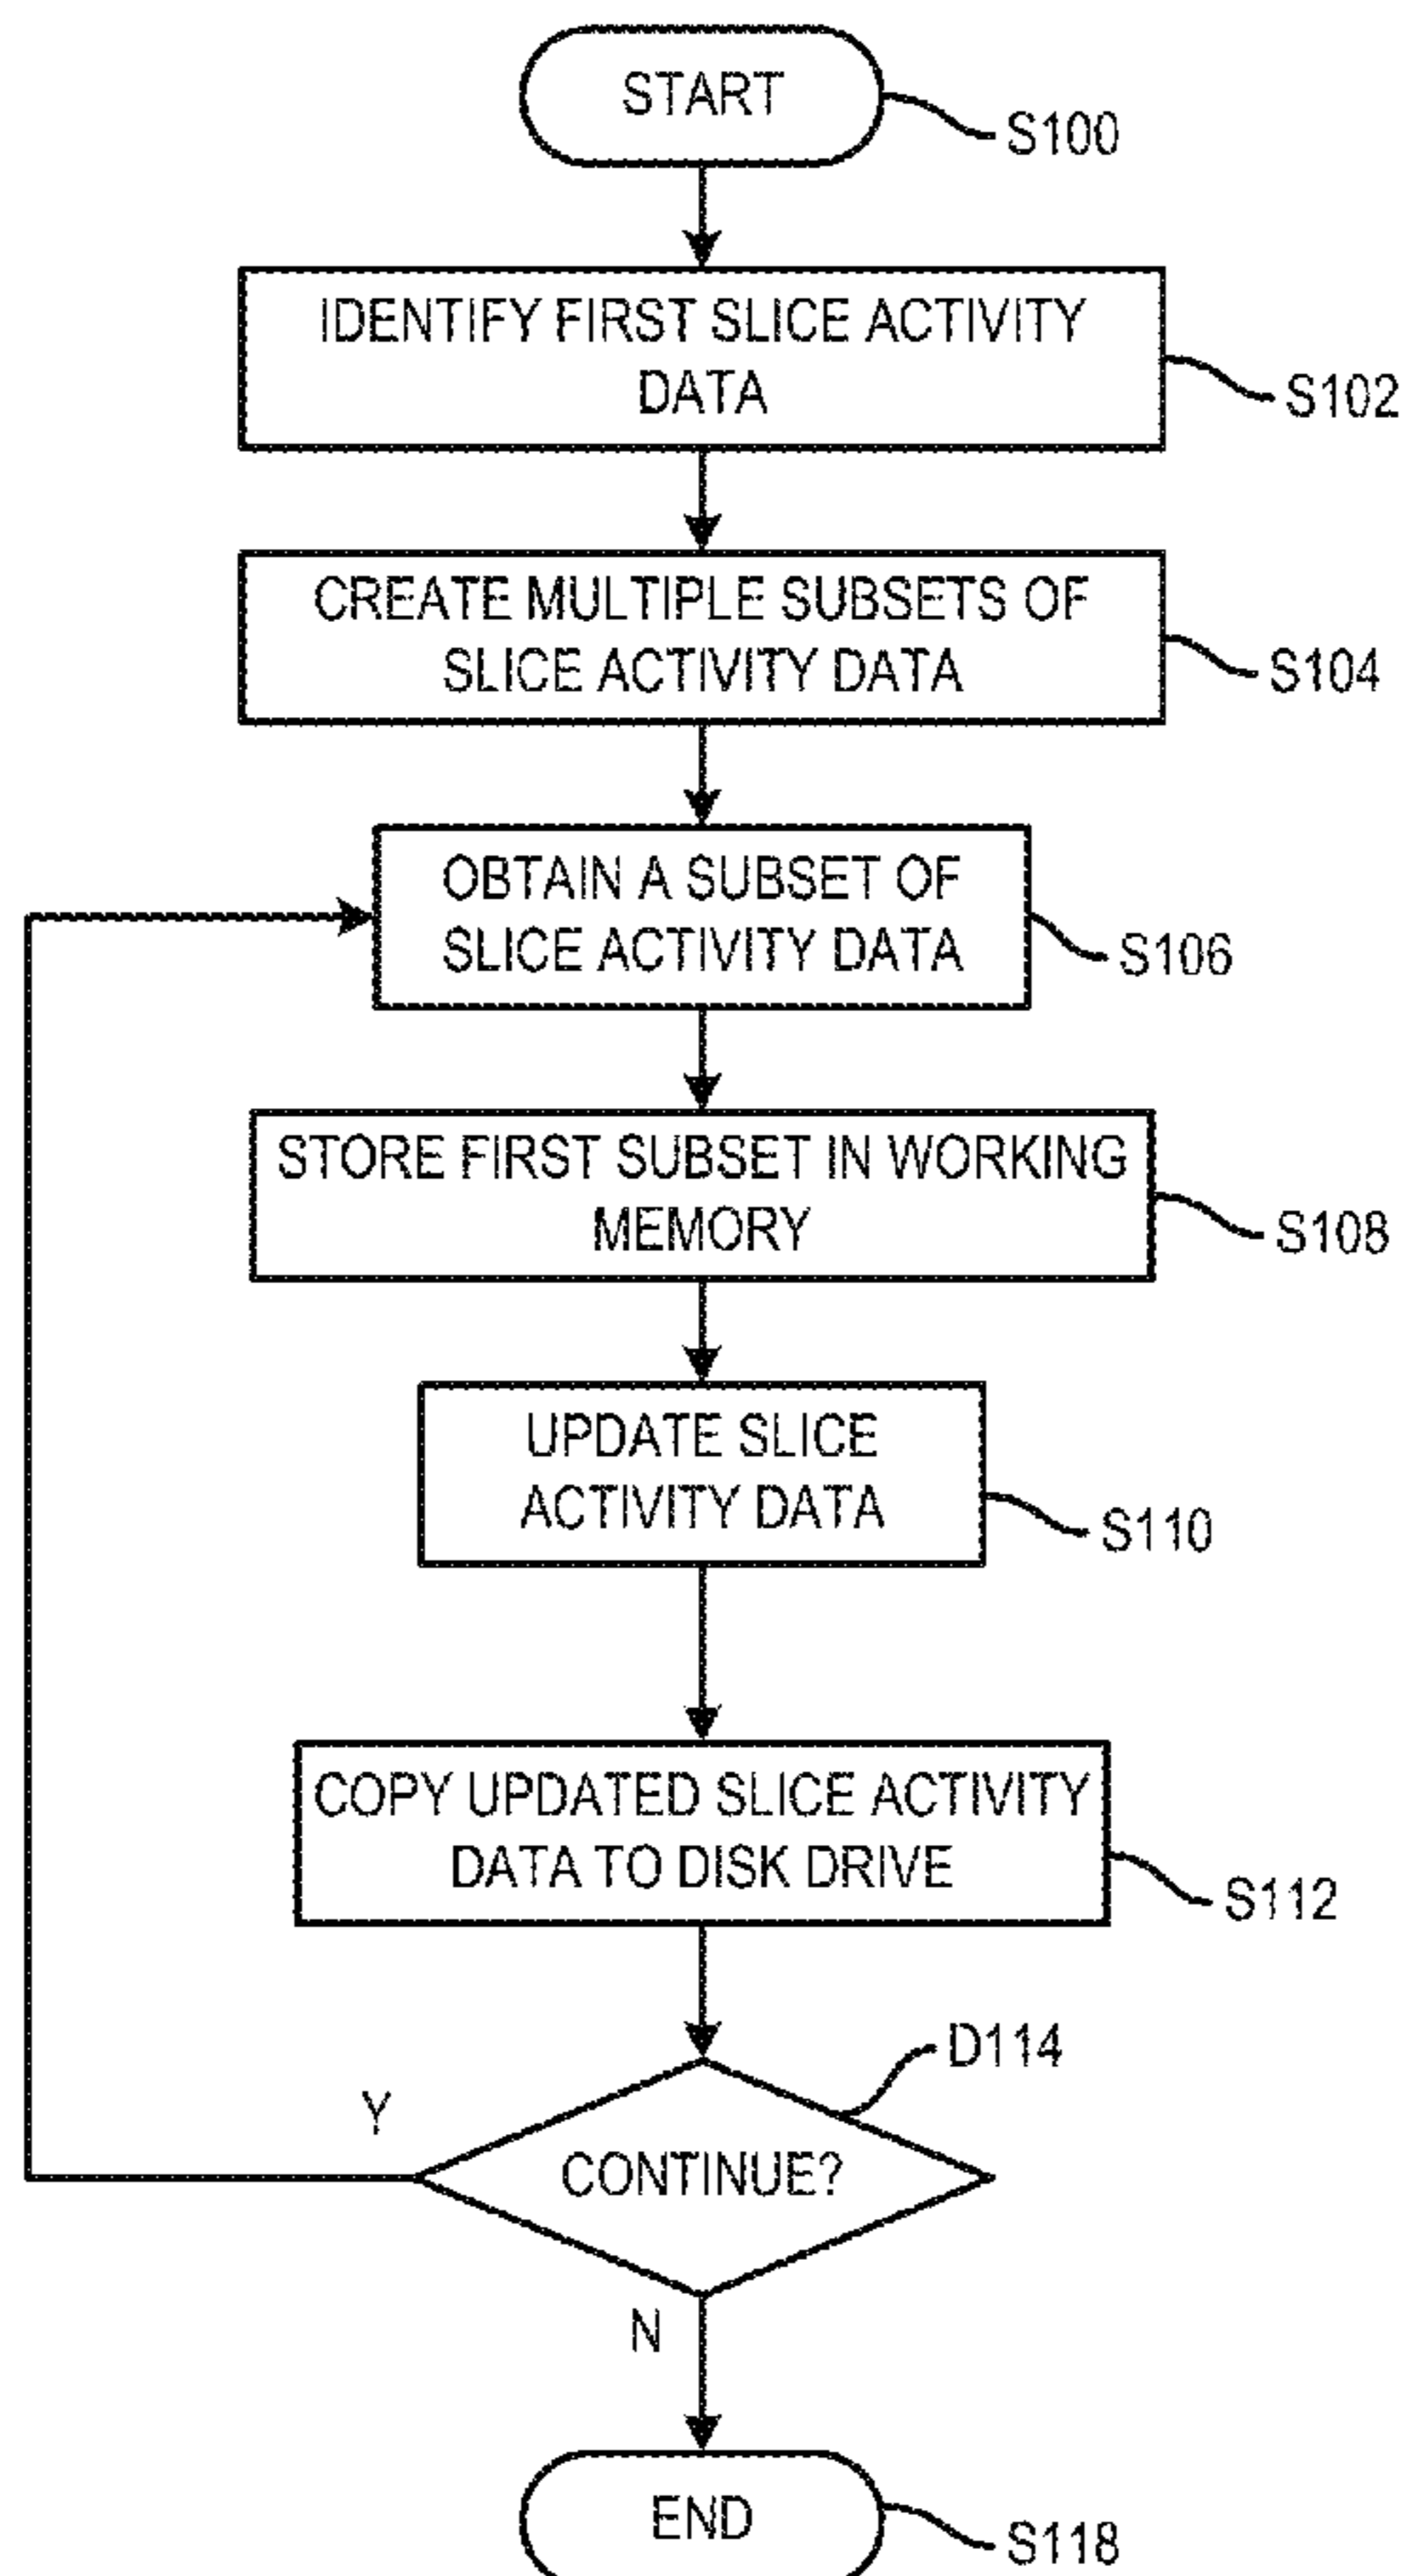 START
S100
IDENTIFY FIRST SLICE ACTIVITY
DATA
S102
CREATE MULTIPLE SUBSETS OF
SLICE ACTIVITY DATA
S104
OBTAIN A SUBSET OF
SLICE ACTIVITY DATA
S106
STORE FIRST SUBSET IN WORKING
MEMORY
S108
UPDATE SLICE
ACTIVITY DATA
S110
COPY UPDATED SLICE ACTIVITY
DATA TO DISK DRIVE
S112
D114
Y
CONTINUE?
N
END
S118